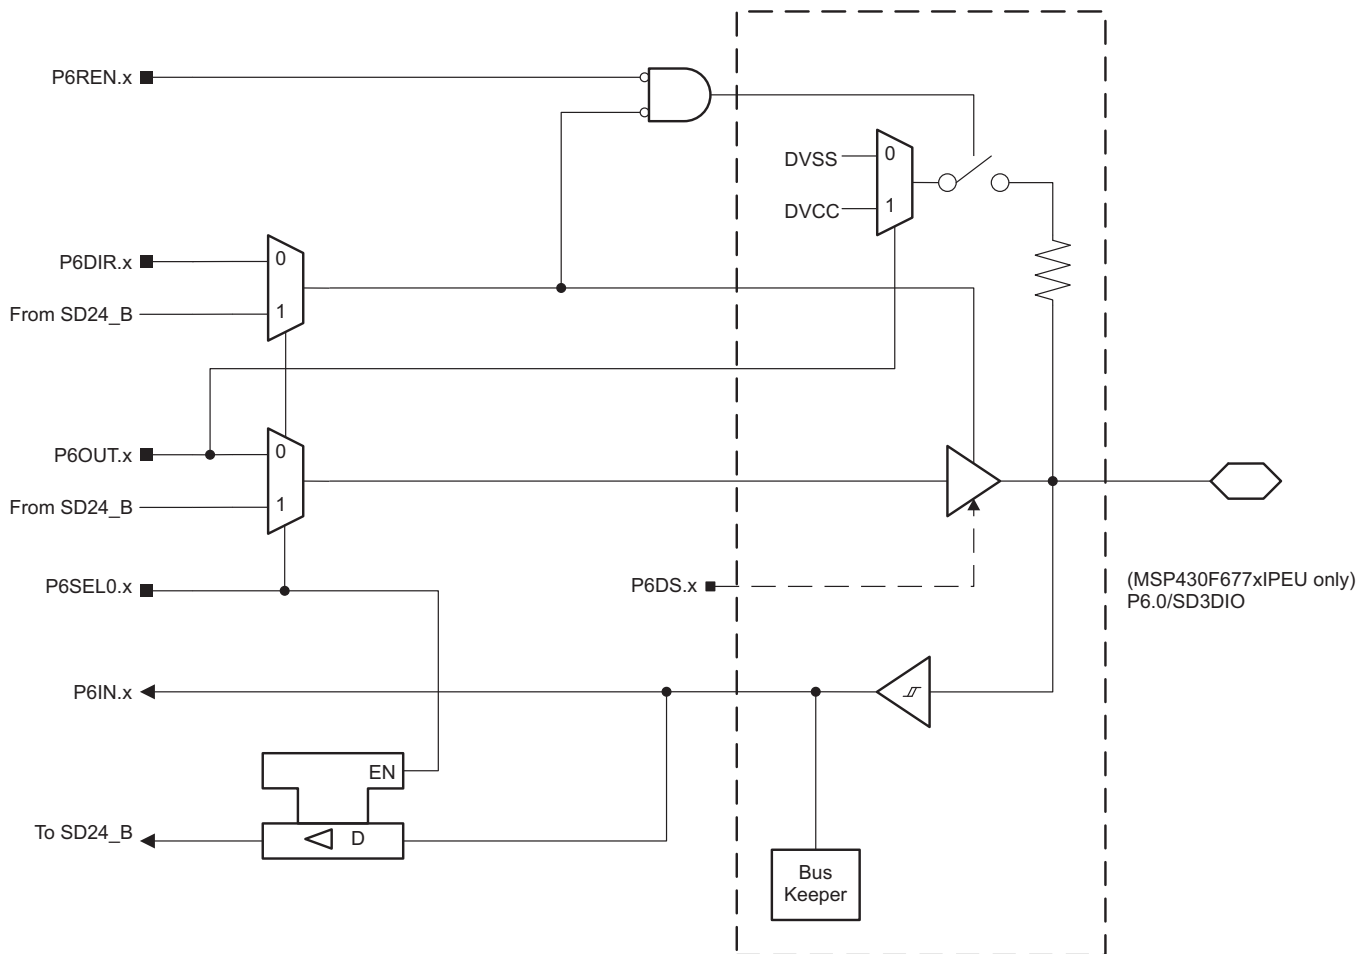 P6REN.x
DVSS
0
DVCC
1
P6DIR.x
0
From SD24_B
1
P6OUT.x
0
From SD24_B
1
P6SEL0.x
P6DS.x
(MSP430F677xIPEU only)
P6.0/SD3DIO
P6IN.x
EN
To SD24_B
D
Bus
Keeper